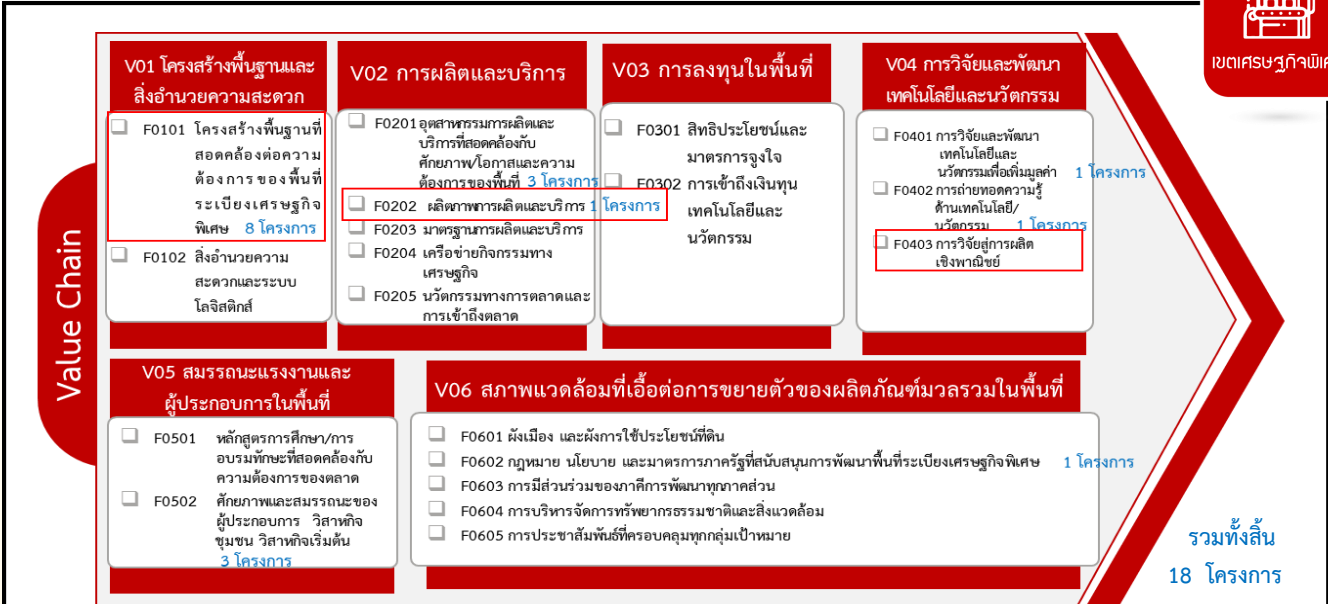 เขตเศรษฐกิจพิเศ
Value Chain
V01 โครงสร้างพื้นฐานและ
สิ่งอำนวยความสะดวก
F0101 โครงสร้างพื้นฐานที่
สอดคล้องต่อความ
ต้องการ ของพื้นที่
ระเบียงเศรษฐกิจ
พิเศษ 8 โครงการ
F0102 สิ่งอำนวยความ
สะดวกและระบบ
โลจิสติกส์
V02 การผลิตและบริการ
F0201 อุตสาหกรรมการผลิตและ
บริการที่สอดคล้องกับ
ศักยภาพ/โอกาสและความ
ต้องการของพื้นที่ 3 โครงการ
F0202 ผลิตภาพการผลิตและบริการ 1 โครงการ
F0203 มาตรฐานการผลิตและบริการ
F0204 เครือข่ายกิจกรรมทาง
เศรษฐกิจ
F0205 นวัตกรรมทางการตลาดและ
การเข้าถึงตลาด
V03 การลงทุนในพื้นที่
F0301 สิทธิประโยชน์และ
มาตรการจูงใจ
F0302 การเข้าถึงเงินทุน
เทคโนโลยีและ
นวัตกรรม
V04 การวิจัยและพัฒนา
เทคโนโลยีและนวัตกรรม
F0401 การวิจัยและพัฒนา
เทคโนโลยีและ
นวัตกรรมเพื่อเพิ่มมูลค่า 1 โครงการ
F0402 การถ่ายทอดความรู้
ด้านเทคโนโลยี/
นวัตกรรม 1 โครงการ
F0403 การวิจัยสู่การผลิต
เชิงพาณิชย์
V05 สมรรถนะแรงงานและ
ผู้ประกอบการในพื้นที่
F0501 หลักสูตรการศึกษา/การ
อบรมทักษะที่สอดคล้องกับ
ความต้องการของตลาด
F0502 ศักยภาพและสมรรถนะของ
ผู้ประกอบการ วิสาหกิจ
ชุมชน วิสาหกิจเริ่มต้น
3 โครงการ
V06 สภาพแวดล้อมที่เอื้อต่อการขยายตัวของผลิตภัณฑ์มวลรวมในพื้นที่
F0601 ผังเมือง และผังการใช้ประโยชน์ที่ดิน
F0602 กฎหมาย นโยบาย และมาตรการภาครัฐที่สนับสนุนการพัฒนาพื้นที่ระเบียงเศรษฐกิจพิเศษ 1 โครงการ
F0603 การมีส่วนร่วมของภาคีการพัฒนาทุกภาคส่วน
F0604 การบริหารจัดการทรัพยากรธรรมชาติและสิ่งแวดล้อม
F0605 การประชาสัมพันธ์ที่ครอบคลุมทุกกลุ่มเป้าหมาย
รวมทั้งสิ้น
18 โครงการ